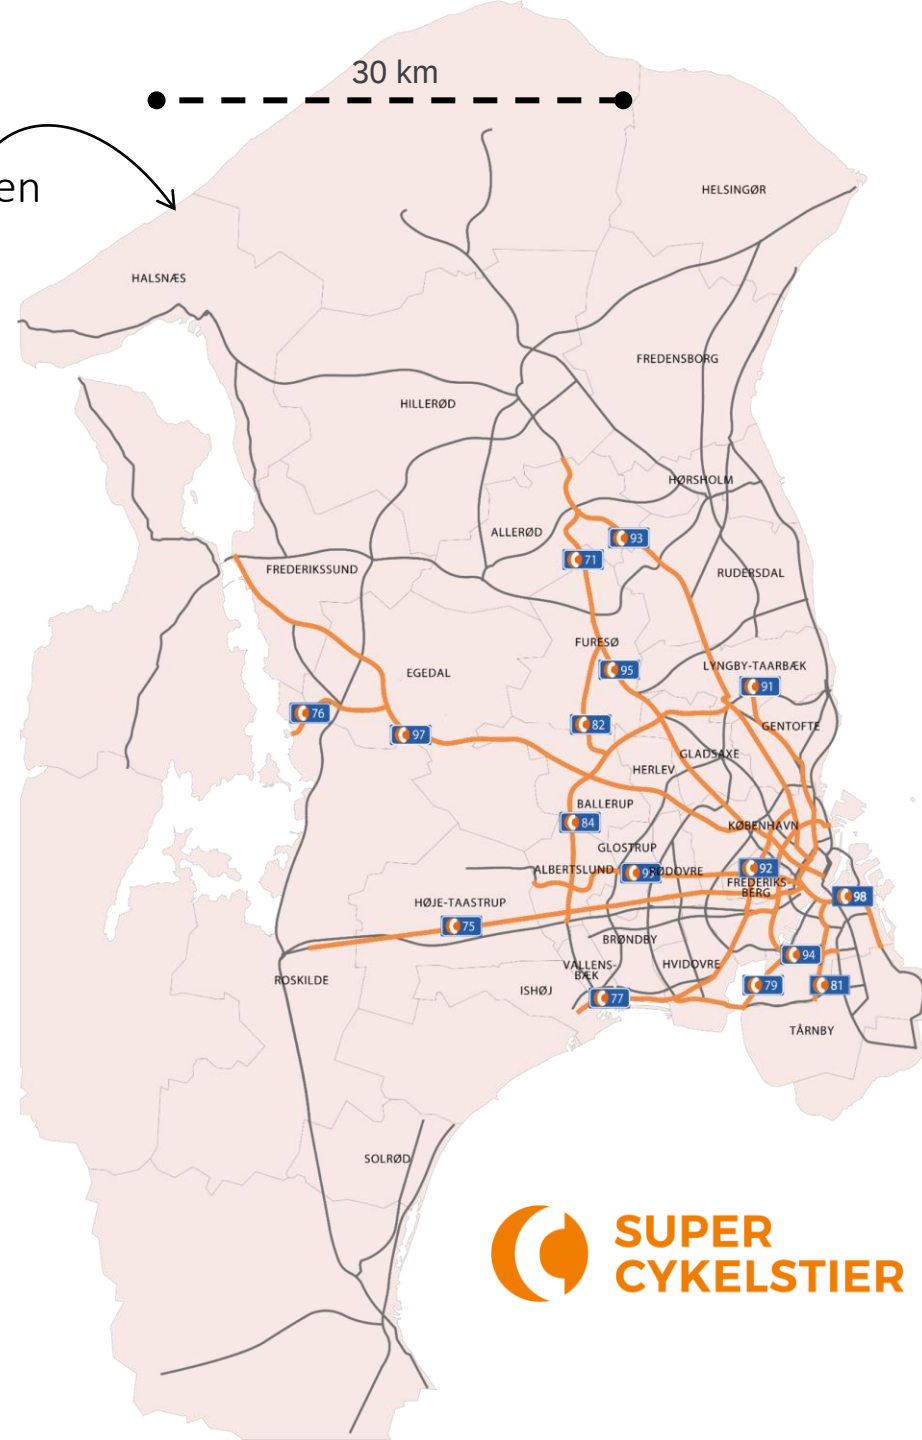 30 km
en
HELSINGØR
HALSNÆS
FREDENSBORG
HILLERØD
HØRSHOLM
ALLERØD
93
71
FREDERIKSSUND
RUDERSDAL
FURESØ
95
LYNGBY-TAARBÆK
EGEDAL
91
76
82
97
GENTOFTE
GLADSAXE
HERLEV
BALLERUP
84
KØBENHAVN
GLOSTRUP
ALBERTSLUND
RØDOVRE
92
FREDERIKS-
BERG
98
HØJE-TAASTRUP
75
BRØNDBY
94
VALLENS-
BÆK
HVIDOVRE
ROSKILDE
ISHØJ
77
79
81
TÅRNBY
SOLRØD
SUPER
CYKELSTIER